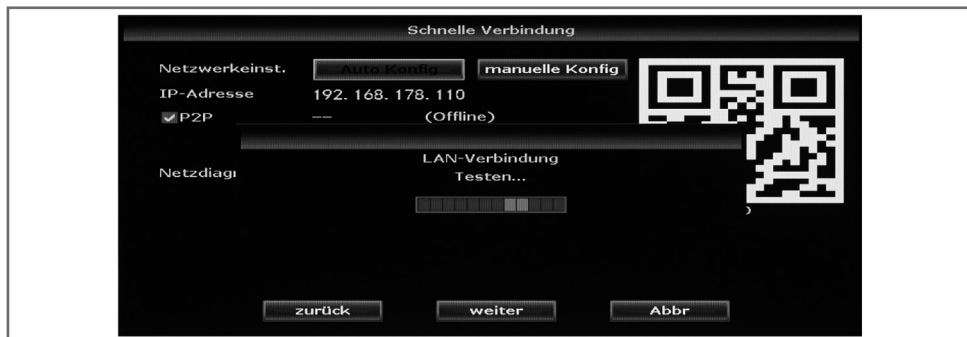 Schnelle Verbindung
Netzwerkeinst. Auto Konfig manuelle Konfig
IP-Adresse 192. 168. 178. 110
P2P -- (Offline)
LAN-Verbindung
Netzdiagı Testen...
zurück weiter Abbr